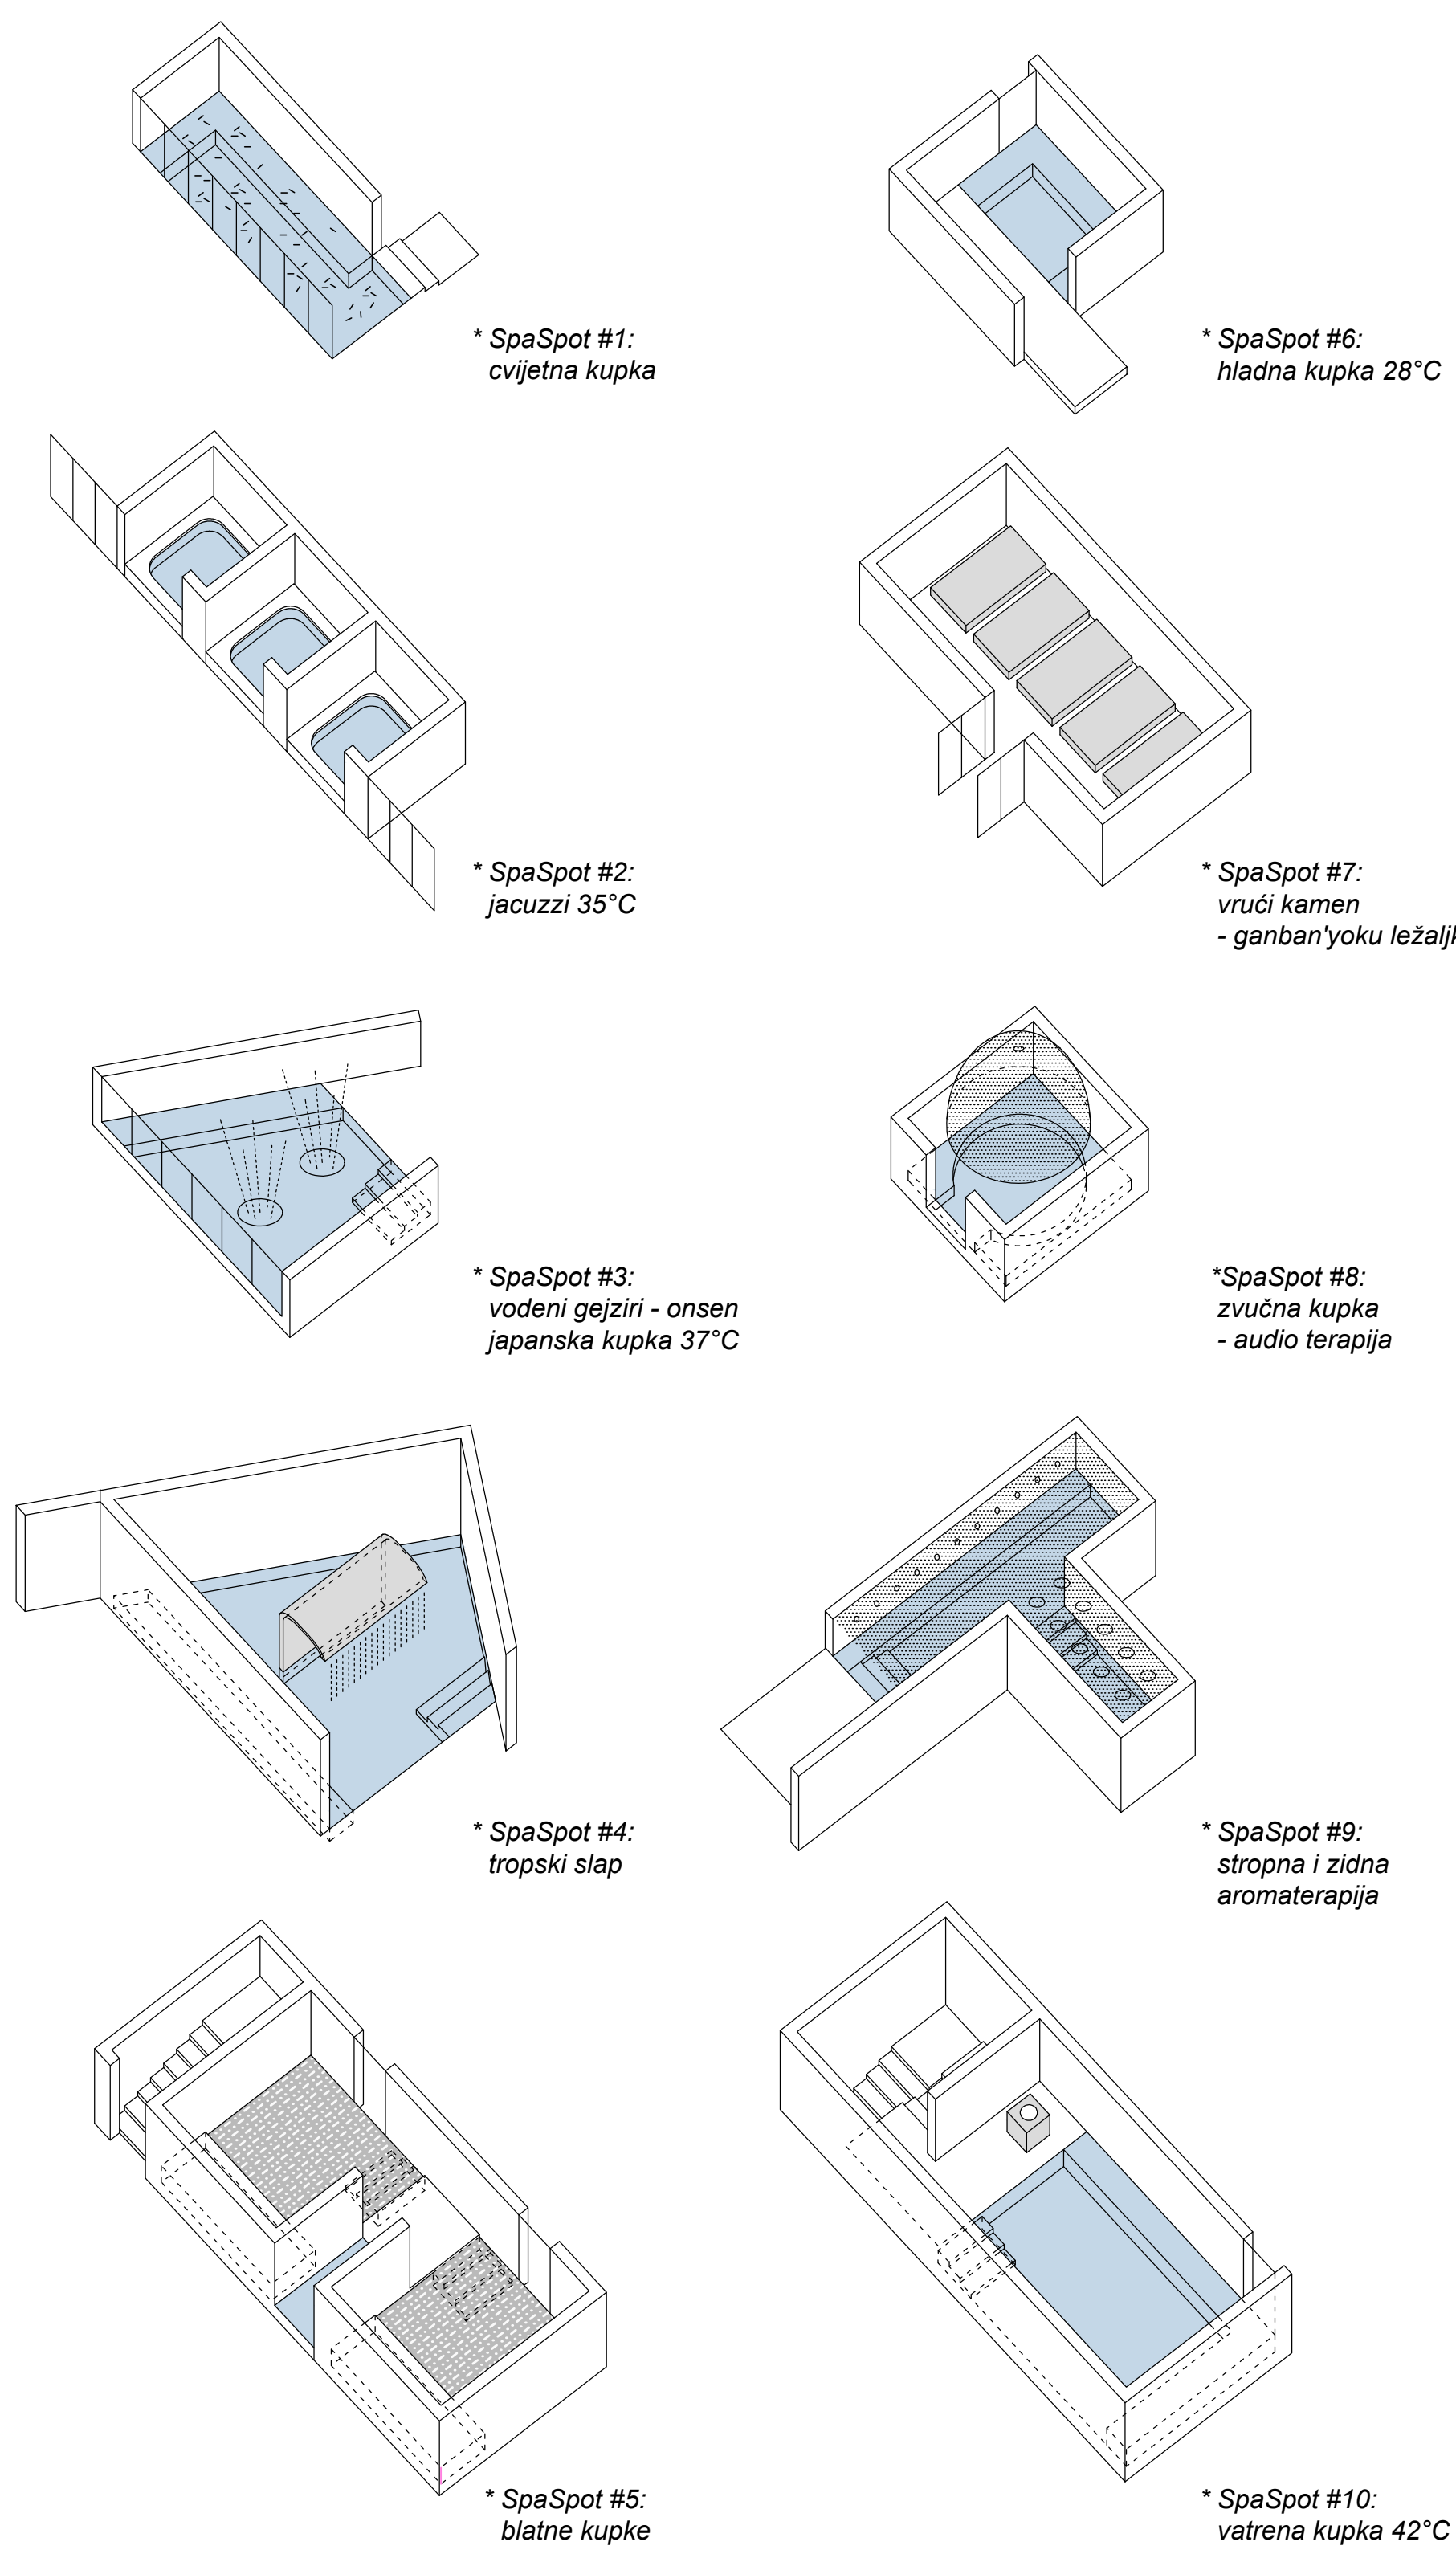 * SpaSpot #1:
cvijetna kupka
* SpaSpot #2:
jacuzzi 35°C
* SpaSpot #3:
vodeni gejziri - onsen
japanska kupka 37°C
* SpaSpot #4:
tropski slap
* SpaSpot #5:
blatne kupke
* SpaSpot #6:
hladna kupka 28°C
* SpaSpot #7:
vrući kamen
- ganban'yoku
*SpaSpot #8:
zvučna kupka
- audio terapija
* SpaSpot #9:
stropna i zidna
aromaterapija
* SpaSpot #10:
vatrena kupka 42°C